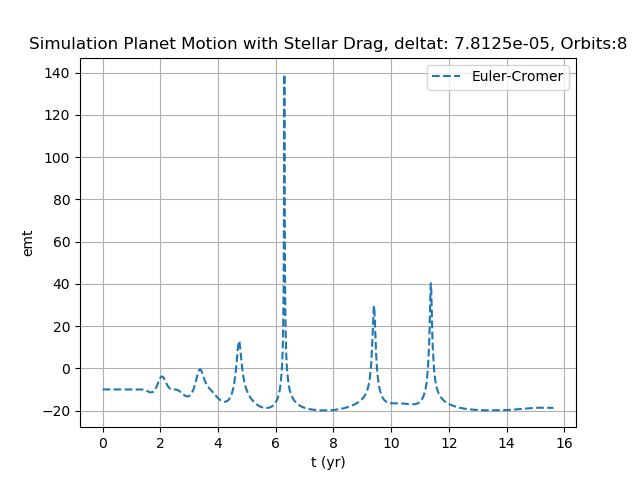 Simulation Planet Motion with Stellar Drag, deltat: 7.8125e-05, Orbits:8
Euler-Cromer
140
120
100
80
60
40
20
0
−20
emt
0 2 4 6 8 10 12 14 16
t (yr)